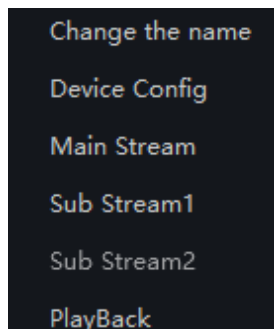 Change the name
Device Config
Main Stream
Sub Stream1
Sub Stream2
PlayBack